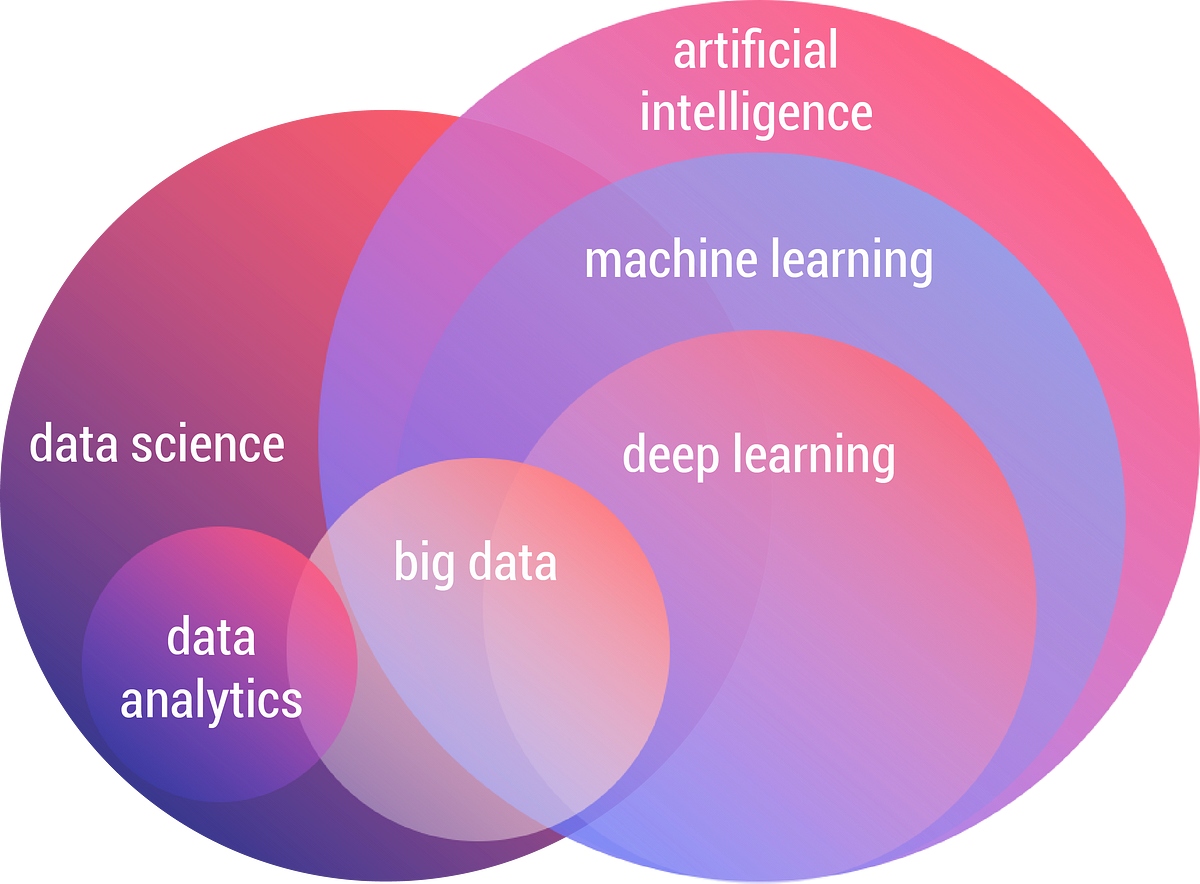 artificial
intelligence
machine learning
data science
deep learning
big data
data
analytics